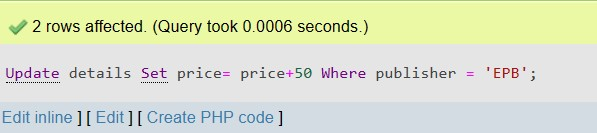 2 rows affected. (Query took 0.0006 seconds.)
Update details Set price= price+50 Where publisher = 'EPB';
Edit inline ] [ Edit ] [ Create PHP code ]